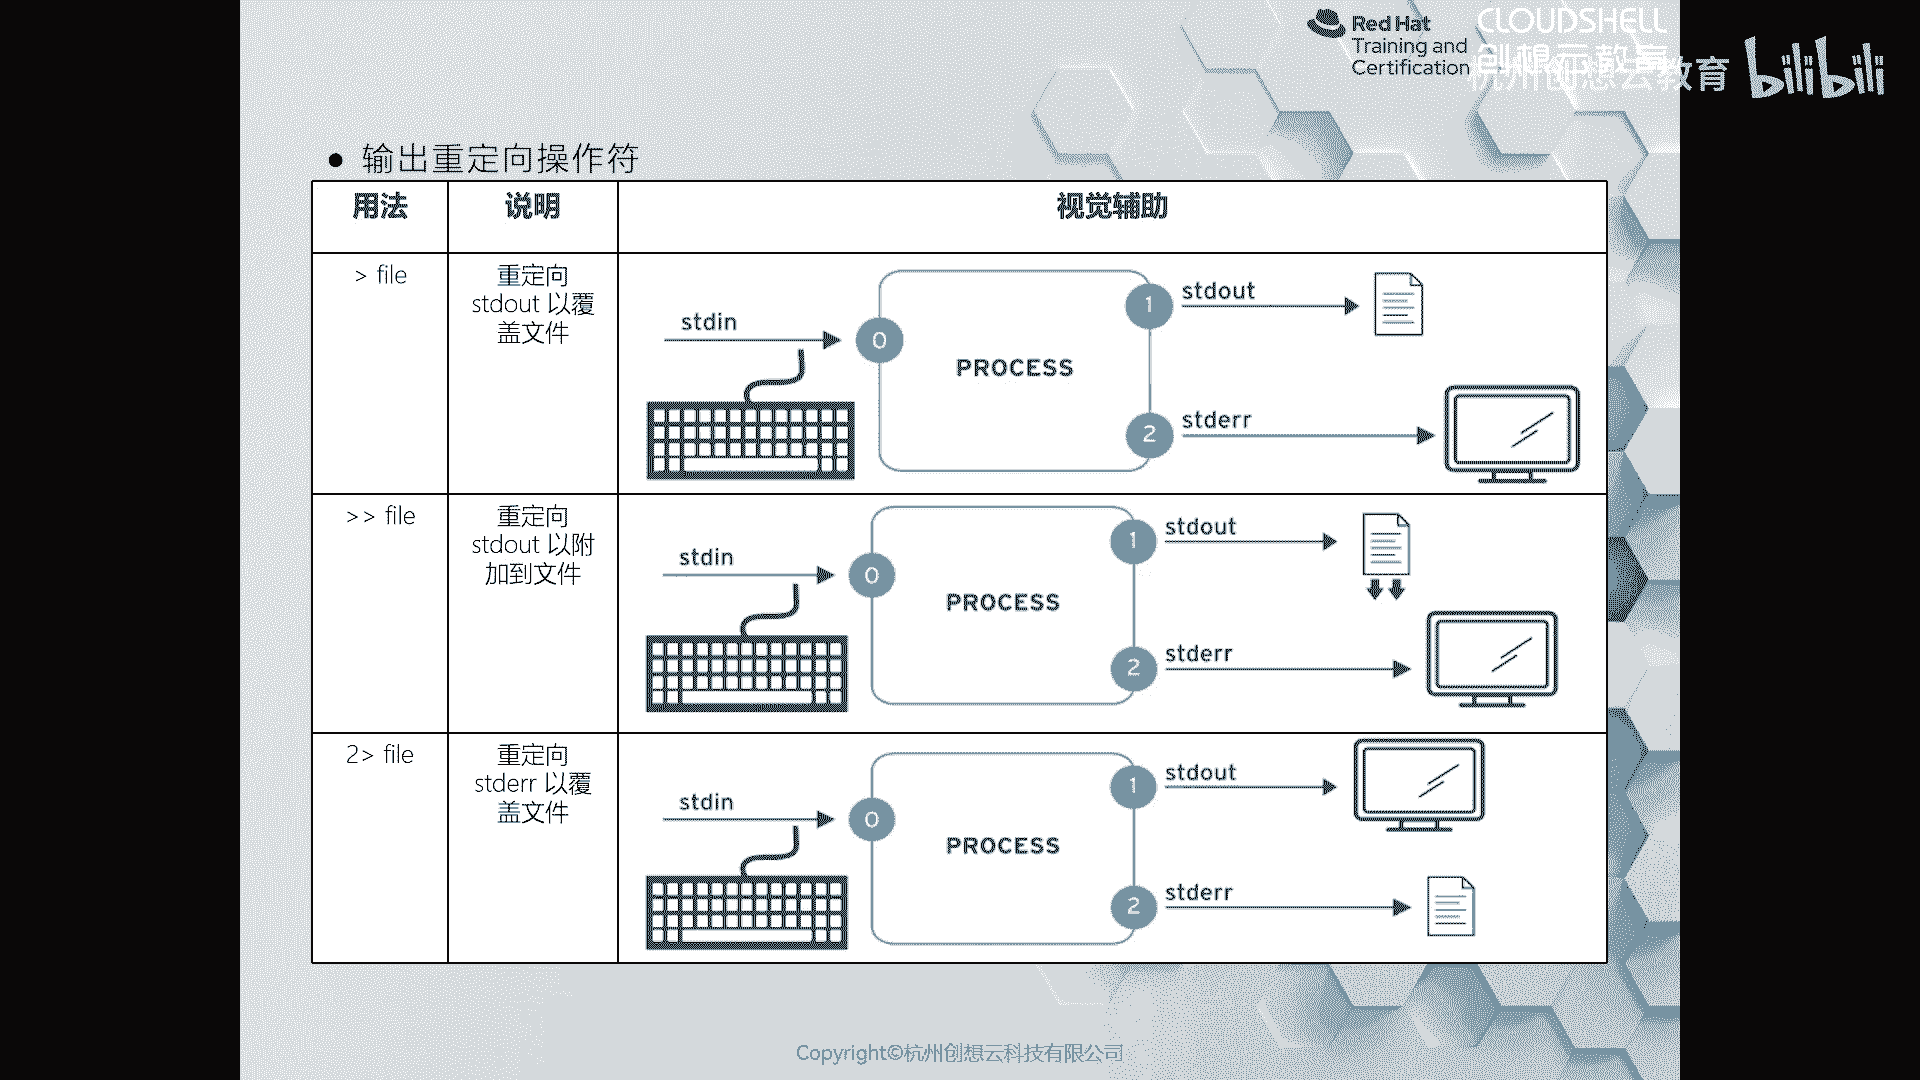 Red Hat
Training and
Certification
CLOUDSHELL
创想云教育
杭州创想云教育 bilibili
● 输出重定向操作符
用法 说明 视觉辅助
> file
重定向
stdout 以覆
盖文件
stdin
0
PROCESS
1
stdout
2
stderr
>> file
重定向
stdout 以附
加到文件
stdin
0
PROCESS
1
stdout
2
stderr
2> file
重定向
stderr 以覆
盖文件
stdin
0
PROCESS
1
stdout
2
stderr
Copyright©杭州创想云科技有限公司